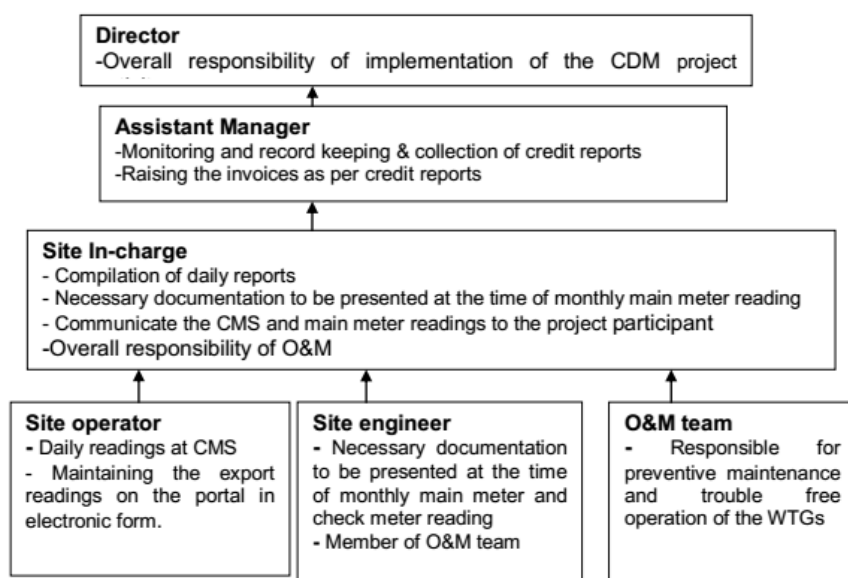 Director
-Overall responsibility of implementation of the CDM project
Assistant Manager
-Monitoring and record keeping & collection of credit reports
-Raising the invoices as per credit reports
Site In-charge
- Compilation of daily reports
- Necessary documentation to be presented at the time of monthly main meter reading
- Communicate the CMS and main meter readings to the project participant
-Overall responsibility of O&M
Site operator
- Daily readings at CMS
- Maintaining the export
readings on the portal in
electronic form.
Site engineer
- Necessary documentation
to be presented at the time
of monthly main meter and
check meter reading
- Member of O&M team
O&M team
- Responsible for
preventive maintenance
and trouble free
operation of the WTGs